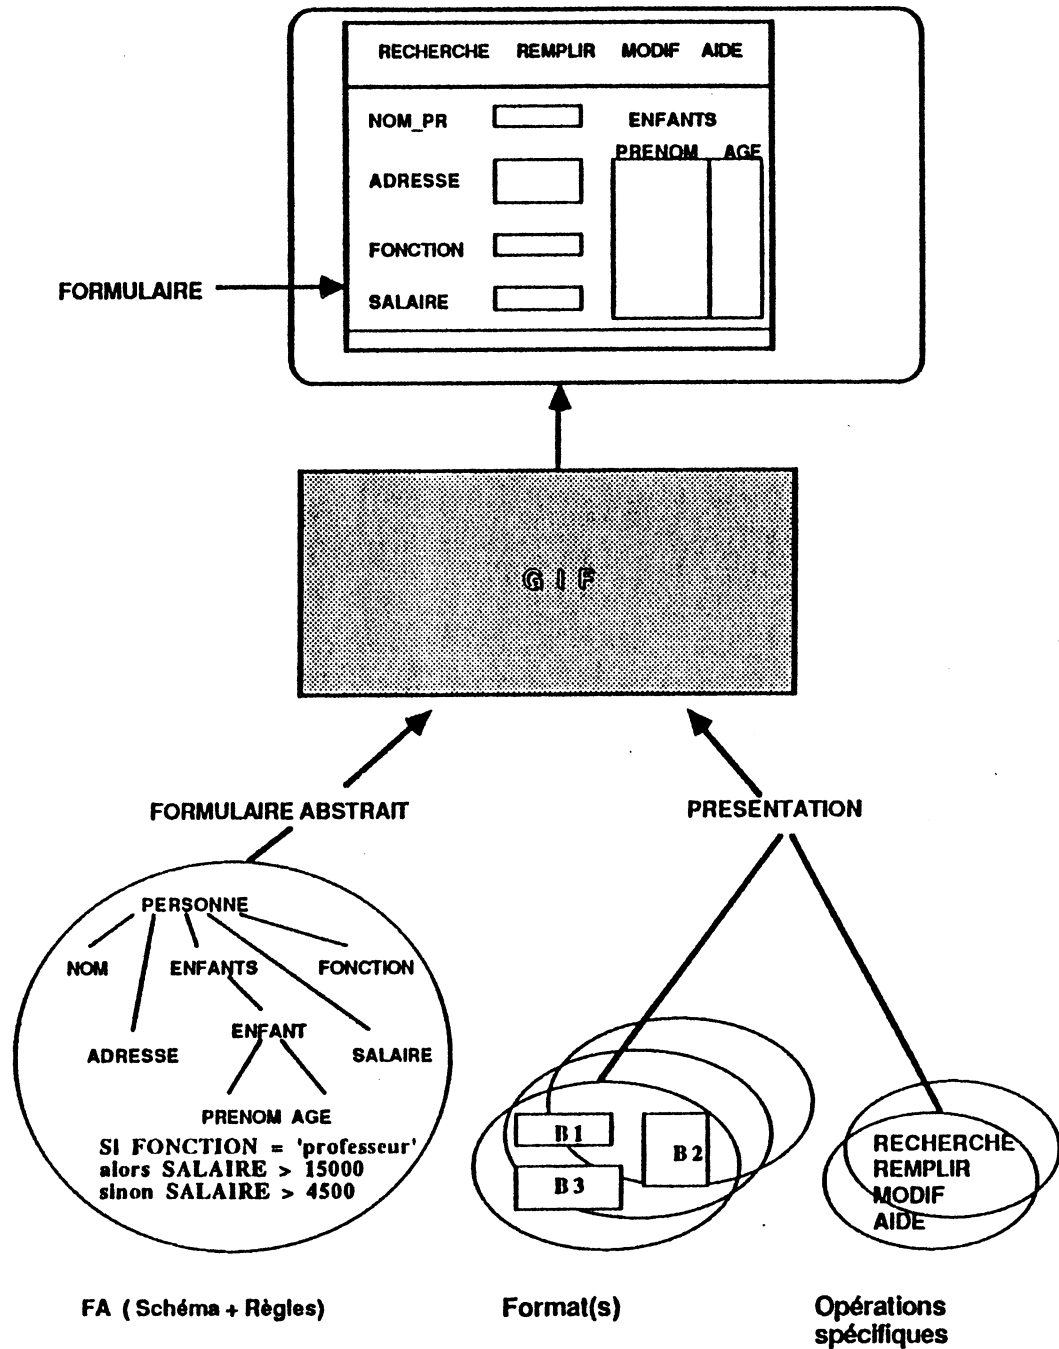 RECHERCHE REMPLIR MODIF AIDE
NOM_PR
ENFANTS
PRENOM AGE
ADRESSE
FONCTION
FORMULAIRE
SALAIRE
G I F
FORMULAIRE ABSTRAIT
PRESENTATION
PERSONNE
NOM ENFANTS FONCTION
ENFANT
ADRESSE SALAIRE
PRENOM AGE
SI FONCTION = 'professeur'
alors SALAIRE > 15000
sinon SALAIRE > 4500
B1
B2
B3
RECHERCHE
REMPLIR
MODIF
AIDE
FA ( Schéma + Règles)
Format(s)
Opérations
spécifiques